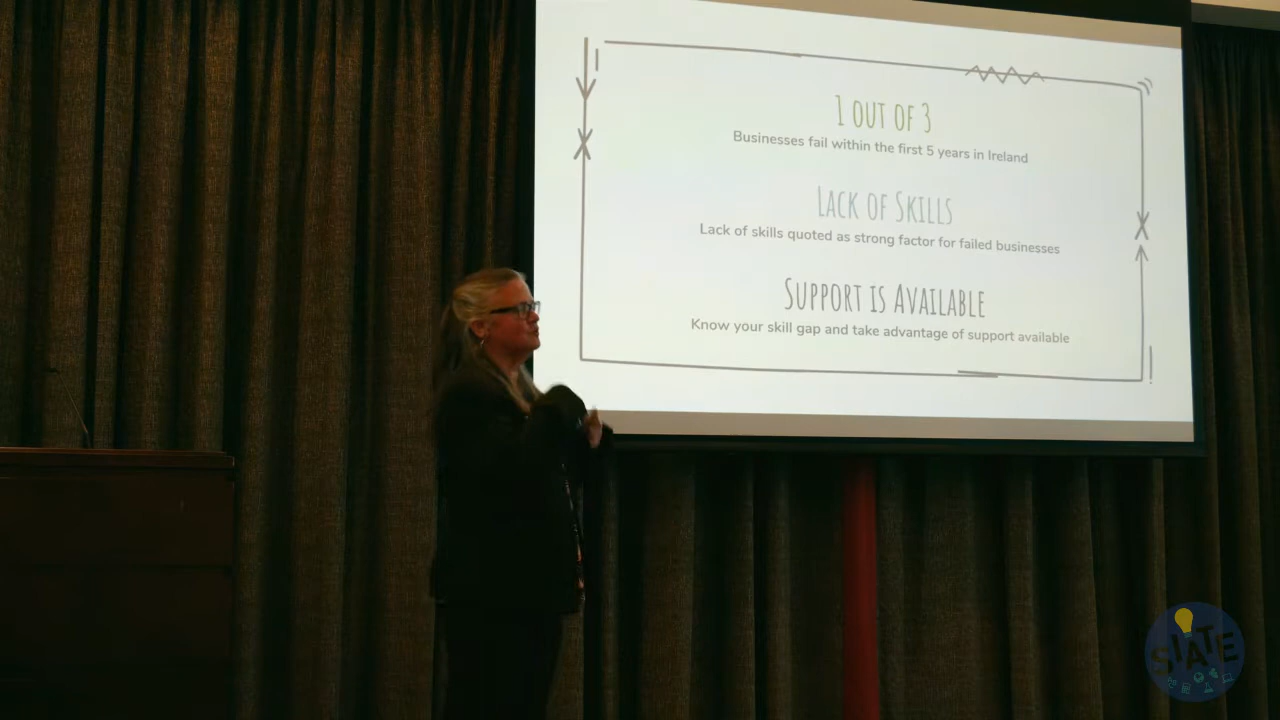 1 OUT OF 3
Businesses fail within the first 5 years in Ireland
LACK OF SKILLS
Lack of skills quoted as strong factor for failed businesses
SUPPORT IS AVAILABLE
Know your skill gap and take advantage of support available
STATE